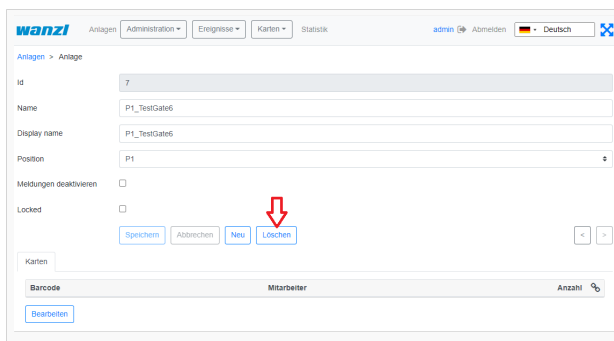 wanzl Anlagen Administration Ereignisse Karten Statistik admin Abmelden Deutsch
Anlagen > Anlage
Id 7
Name P1_TestGate6
Display name P1_TestGate6
Position P1
Meldungen deaktivieren
Locked
Speichern Abbrechen Neu Löschen < >
Karten
Barcode Mitarbeiter Anzahl
Bearbeiten